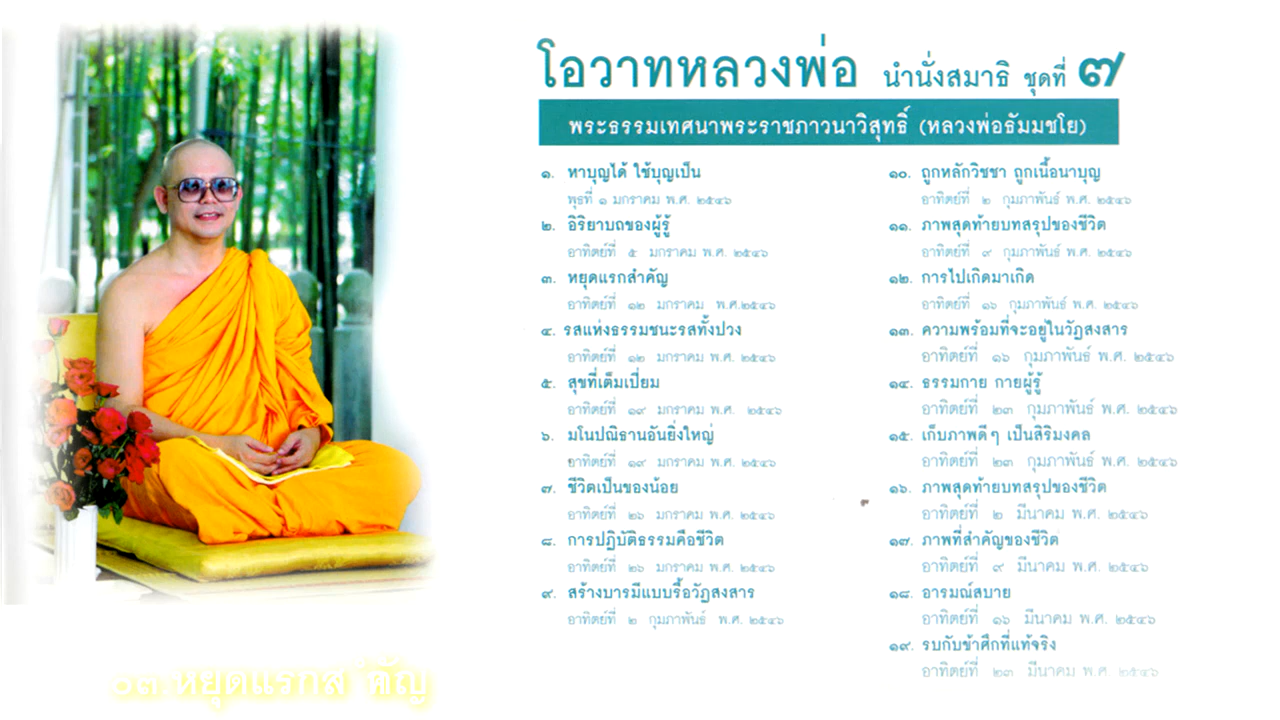 โอวาทหลวงพ่อ นำนั่งสมาธิ ชุดที่ ๗
พระธรรมเทศนาพระราชภาวนาวิสุทธิ์ (หลวงพ่อธัมมชโย)
๑. หาบุญได้ ใช้บุญเป็น
พุธที่ ๑ มกราคม พ.ศ. ๒๕๔๖
๒. อิริยาบถของผู้รู้
อาทิตย์ที่ ๕ มกราคม พ.ศ. ๒๕๔๖
๓. หยุดแรกสำคัญ
อาทิตย์ที่ ๑๒ มกราคม พ.ศ.๒๕๔๖
๔. รสแห่งธรรมชนะรสทั้งปวง
อาทิตย์ที่ ๑๒ มกราคม พ.ศ. ๒๕๔๖
๕. สุขที่เต็มเปี่ยม
อาทิตย์ที่ ๑๙ มกราคม พ.ศ. ๒๕๔๖
๖. มโนปณิธานอันยิ่งใหญ่
อาทิตย์ที่ ๑๙ มกราคม พ.ศ. ๒๕๔๖
๗. ชีวิตเป็นของน้อย
อาทิตย์ที่ ๒๖ มกราคม พ.ศ. ๒๕๔๖
๘. การปฏิบัติธรรมคือชีวิต
อาทิตย์ที่ ๒๖ มกราคม พ.ศ. ๒๕๔๖
๙. สร้างบารมีแบบรื้อวัฏสงสาร
อาทิตย์ที่ ๒ กุมภาพันธ์ พ.ศ. ๒๕๔๖
๑๐. ถูกหลักวิชชา ถูกเนื้อนาบุญ
อาทิตย์ที่ ๒ กุมภาพันธ์ พ.ศ. ๒๕๔๖
๑๑. ภาพสุดท้ายบทสรุปของชีวิต
อาทิตย์ที่ ๙ กุมภาพันธ์ พ.ศ. ๒๕๔๖
๑๒. การไปเกิดมาเกิด
อาทิตย์ที่ ๑๖ กุมภาพันธ์ พ.ศ. ๒๕๔๖
๑๓. ความพร้อมที่จะอยู่ในวัฏสงสาร
อาทิตย์ที่ ๑๖ กุมภาพันธ์ พ.ศ. ๒๕๔๖
๑๔. ธรรมกาย กายผู้รู้
อาทิตย์ที่ ๒๓ กุมภาพันธ์ พ.ศ. ๒๕๔๖
๑๕. เก็บภาพดีๆ เป็นสิริมงคล
อาทิตย์ที่ ๒๓ กุมภาพันธ์ พ.ศ. ๒๕๔๖
๑๖. ภาพสุดท้ายบทสรุปของชีวิต
อาทิตย์ที่ ๒ มีนาคม พ.ศ. ๒๕๔๖
๑๗. ภาพที่สำคัญของชีวิต
อาทิตย์ที่ ๙ มีนาคม พ.ศ. ๒๕๔๖
๑๘. อารมณ์สบาย
อาทิตย์ที่ ๑๖ มีนาคม พ.ศ. ๒๕๔๖
๑๙. รบกับข้าศึกที่แท้จริง
อาทิตย์ที่ ๒๓ มีนาคม พ.ศ. ๒๕๔๖